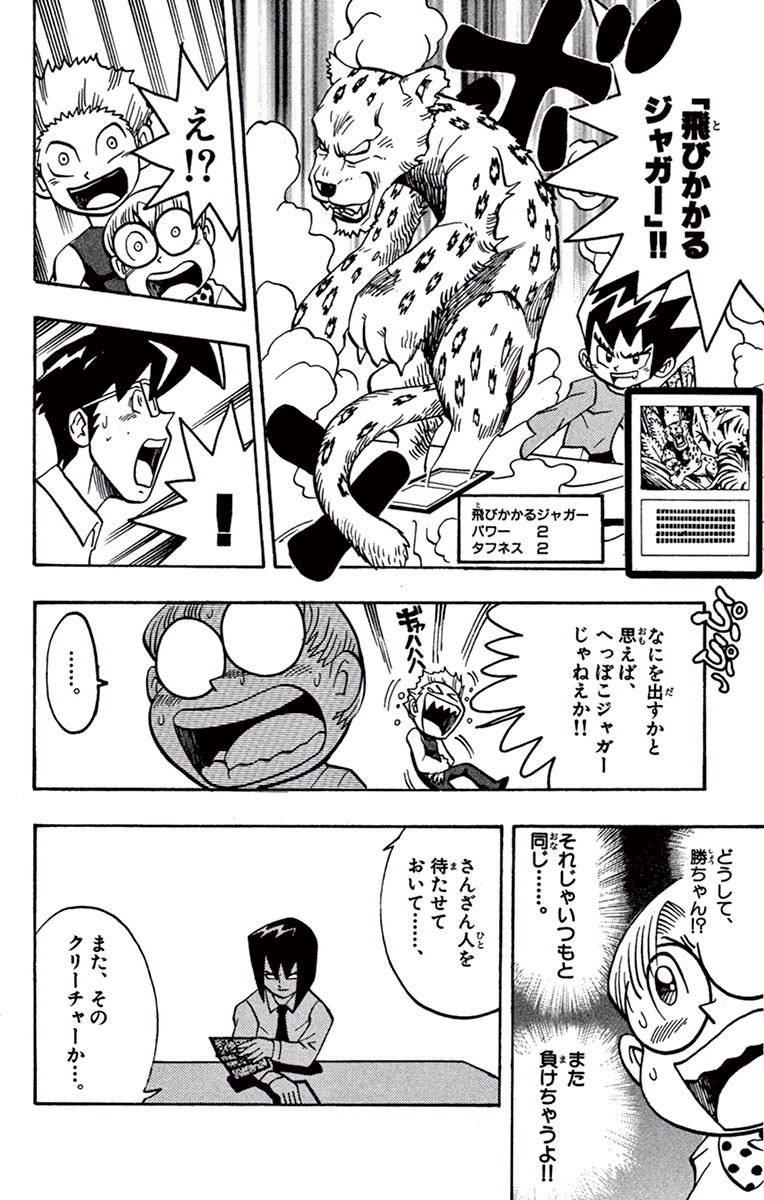 「飛びかかる
ジャガー」!!
ボ
ン
飛びかかるジャガー
パワー 2
タフネス 2
え!?
!
ぷぷ〜
なにを出すかと
思えば、
へっぽこジャガー
じゃねえか!!
ギャハハハ
……。
どうして、
勝ちゃん!?
それじゃいつもと
同じ……。
また
負けちゃうよ!!
さんざん人を
待たせて
おいて……、
また、その
クリーチャーか…。